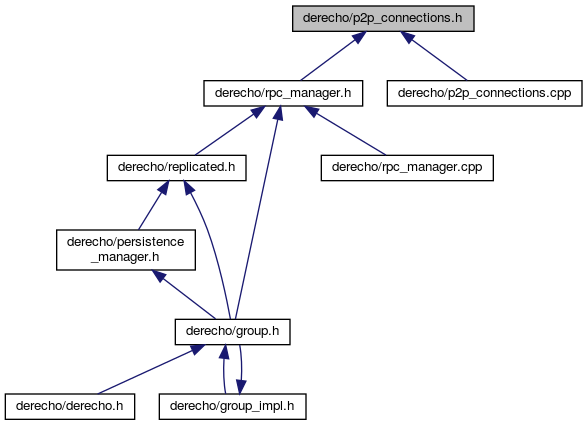 derecho/p2p_connections.h
derecho/rpc_manager.h
derecho/p2p_connections.cpp
derecho/replicated.h
derecho/rpc_manager.cpp
derecho/persistence
_manager.h
derecho/group.h
derecho/derecho.h
derecho/group_impl.h